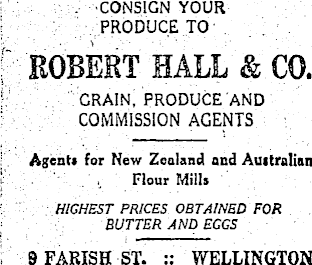 CONSIGN YOUR
PRODUCE TO
ROBERT HALL & CO.
GRAIN, PRODUCE AND
COMMISSION AGENTS
Agents for New Zealand and Australian
Flour Mills
HIGHEST PRICES OBTAINED FOR
BUTTER AND EGGS
9 FARISH ST. :: WELLINGTON